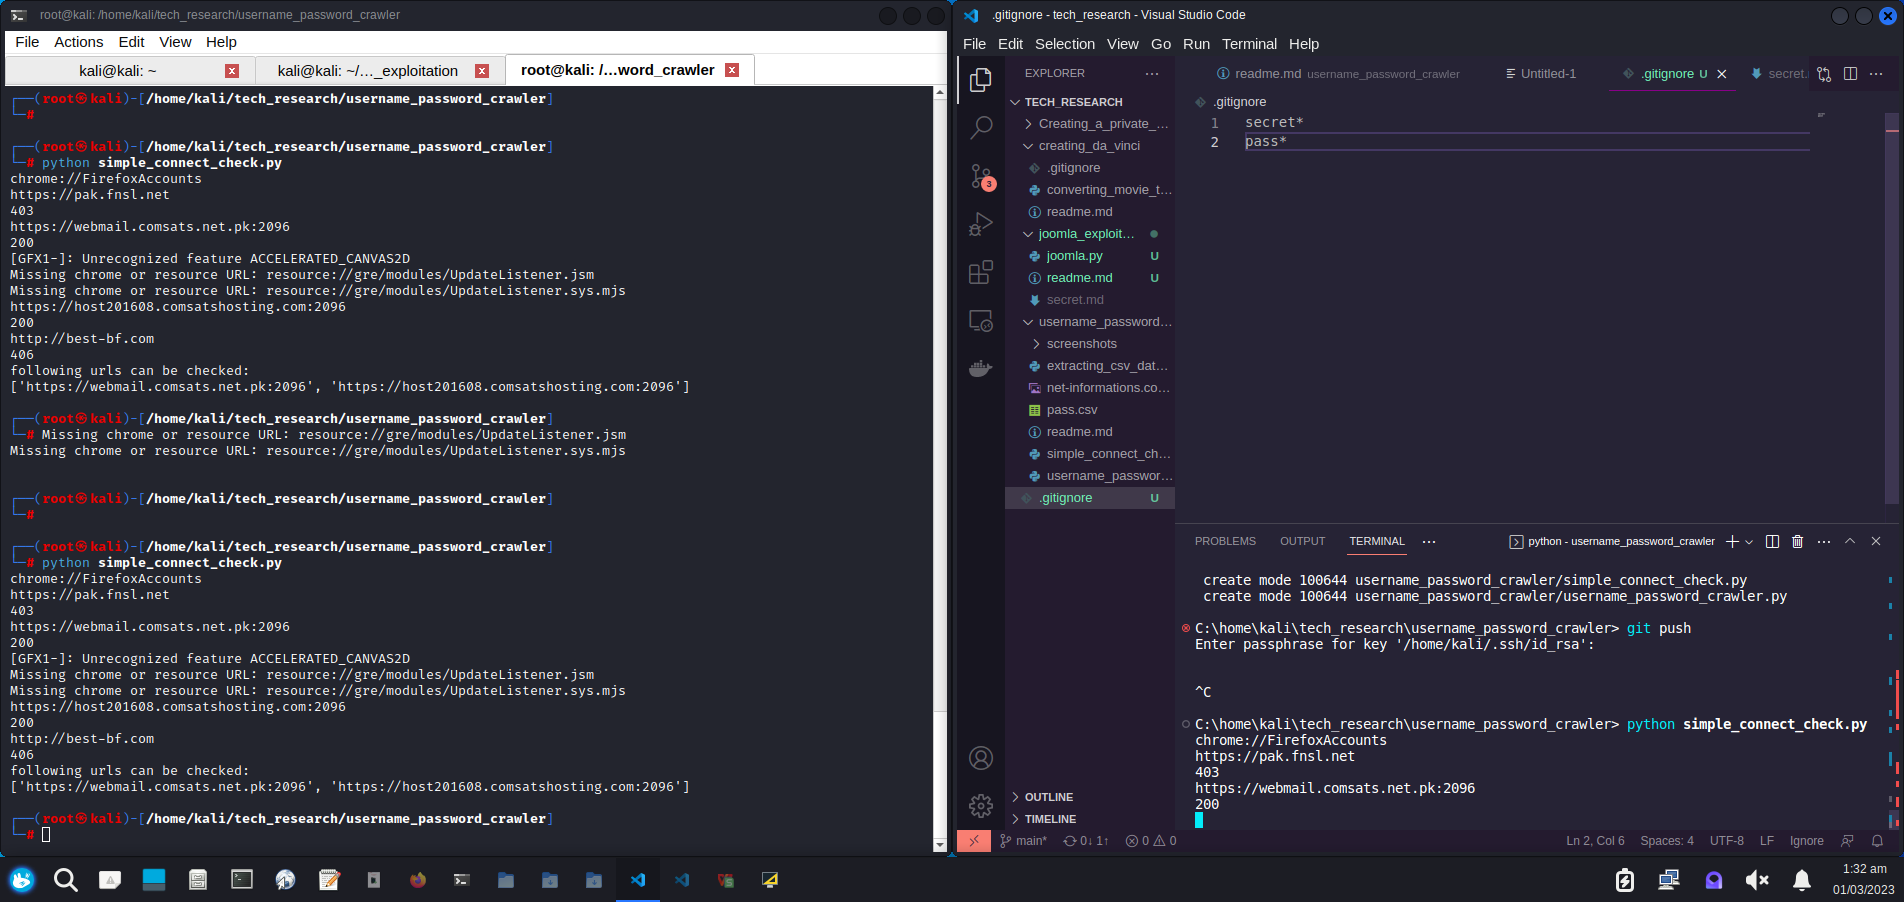 root@kali: /home/kali/tech_research/username_password_crawler
File Actions Edit View Help
kali@kali: ~
kali@kali: ~/…_exploitation
root@kali: /…word_crawler
┌──(root㉿kali)-[/home/kali/tech_research/username_password_crawler]
└─#
┌──(root㉿kali)-[/home/kali/tech_research/username_password_crawler]
└─# python simple_connect_check.py
chrome://FirefoxAccounts
https://pak.fnsl.net
403
https://webmail.comsats.net.pk:2096
200
[GFX1-]: Unrecognized feature ACCELERATED_CANVAS2D
Missing chrome or resource URL: resource://gre/modules/UpdateListener.jsm
Missing chrome or resource URL: resource://gre/modules/UpdateListener.sys.mjs
https://host201608.comsatshosting.com:2096
200
http://best-bf.com
406
following urls can be checked:
['https://webmail.comsats.net.pk:2096', 'https://host201608.comsatshosting.com:2096']
┌──(root㉿kali)-[/home/kali/tech_research/username_password_crawler]
└─# Missing chrome or resource URL: resource://gre/modules/UpdateListener.jsm
Missing chrome or resource URL: resource://gre/modules/UpdateListener.sys.mjs
┌──(root㉿kali)-[/home/kali/tech_research/username_password_crawler]
└─#
┌──(root㉿kali)-[/home/kali/tech_research/username_password_crawler]
└─# python simple_connect_check.py
chrome://FirefoxAccounts
https://pak.fnsl.net
403
https://webmail.comsats.net.pk:2096
200
[GFX1-]: Unrecognized feature ACCELERATED_CANVAS2D
Missing chrome or resource URL: resource://gre/modules/UpdateListener.jsm
Missing chrome or resource URL: resource://gre/modules/UpdateListener.sys.mjs
https://host201608.comsatshosting.com:2096
200
http://best-bf.com
406
following urls can be checked:
['https://webmail.comsats.net.pk:2096', 'https://host201608.comsatshosting.com:2096']
┌──(root㉿kali)-[/home/kali/tech_research/username_password_crawler]
└─#
.gitignore - tech_research - Visual Studio Code
File Edit Selection View Go Run Terminal Help
EXPLORER
TECH_RESEARCH
Creating_a_private_…
creating_da_vinci
.gitignore
converting_movie_t…
readme.md
joomla_exploit…
joomla.py U
readme.md U
secret.md
username_password…
screenshots
extracting_csv_dat…
net-informations.co…
pass.csv
readme.md
simple_connect_ch…
username_passwor…
.gitignore U
OUTLINE
TIMELINE
3
readme.md username_password_crawler
Untitled-1
.gitignore U
secret.
.gitignore
1 secret*
2 pass*
PROBLEMS OUTPUT TERMINAL
python - username_password_crawler
create mode 100644 username_password_crawler/simple_connect_check.py
create mode 100644 username_password_crawler/username_password_crawler.py
C:\home\kali\tech_research\username_password_crawler> git push
Enter passphrase for key '/home/kali/.ssh/id_rsa':
^C
C:\home\kali\tech_research\username_password_crawler> python simple_connect_check.py
chrome://FirefoxAccounts
https://pak.fnsl.net
403
https://webmail.comsats.net.pk:2096
200
main* 0↓ 1↑ 0 0
Ln 2, Col 6 Spaces: 4 UTF-8 LF Ignore
1:32 am
01/03/2023